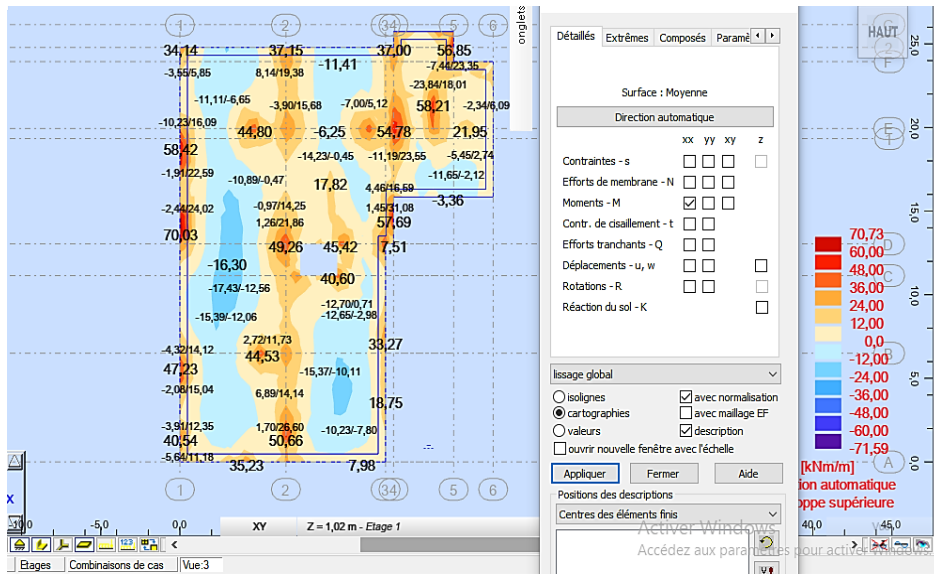 1 2 34 5 6
34,14 37,15 37,00 56,85
-11,41 -7,44/23,35
-3,55/5,85 8,14/19,38
-23,84/18,01
-11,11/-6,65 -3,90/15,68 -7,00/5,12 58,21 -2,34/6,09
-10,23/16,09 44,80 -6,25 54,78 21,95
58,42 -14,23/-0,45 -11,19/23,55 -5,45/2,74
-1,91/22,59 -10,89/-0,47 17,82 4,46/16,59 -11,65/-2,12
-3,36
-2,44/24,02 -0,97/14,25 1,45/31,08
1,26/21,86 57,69
70,03 49,26 45,42 7,51
-16,30 40,60
-17,43/-12,56
-12,70/0,71
-15,39/-12,06 -12,65/-2,98
2,72/11,73 33,27
-4,32/14,12 44,53
47,23 -15,37/-10,11
-2,08/15,04 6,89/14,14 18,75
-3,91/12,35 1,70/26,60 -10,23/-7,80
40,54 50,66
-5,64/11,18 35,23 7,98
1 2 34 5 6
-10,0 -5,0 0,0
XY Z = 1,02 m - Etage 1
Etages Combinaisons de cas Vue:3
onglets
Détaillés Extrêmes Composés Paramè
Surface : Moyenne
Direction automatique
xx yy xy z
Contraintes - s
Efforts de membrane - N
Moments - M
Contr. de cisaillement - t
Efforts tranchants - Q
Déplacements - u, w
Rotations - R
Réaction du sol - K
lissage global
isolignes avec normalisation
cartographies avec maillage EF
valeurs description
ouvrir nouvelle fenêtre avec l'échelle
Appliquer Fermer Aide
Positions des descriptions
Centres des éléments finis
HAUT
25,0
F
20,0
E
15,0
D
C
10,0
B
5,0
A
0,0
70,73
60,00
48,00
36,00
24,00
12,00
0,0
-12,00
-24,00
-36,00
-48,00
-60,00
-71,59
[kNm/m]
ion automatique
oppe supérieure
40,0 45,0
Activer Windows
Accédez aux paramètres pour activer Windows.